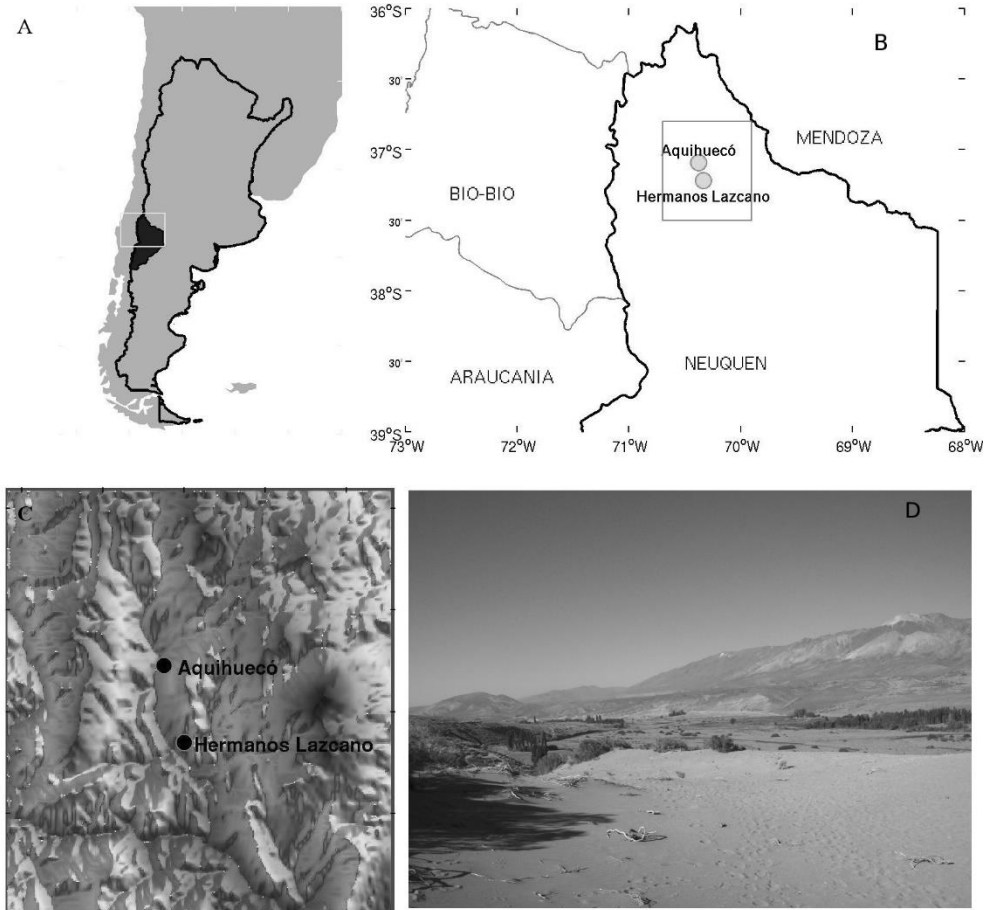 A
B
36°S
30'
37°S
30'
38°S
30'
39°S
73°W
72°W
71°W
70°W
69°W
68°W
MENDOZA
Aquihuecó
Hermanos Lazcano
BIO-BIO
ARAUCANIA
NEUQUEN
C
Aquihuecó
Hermanos Lazcano
D